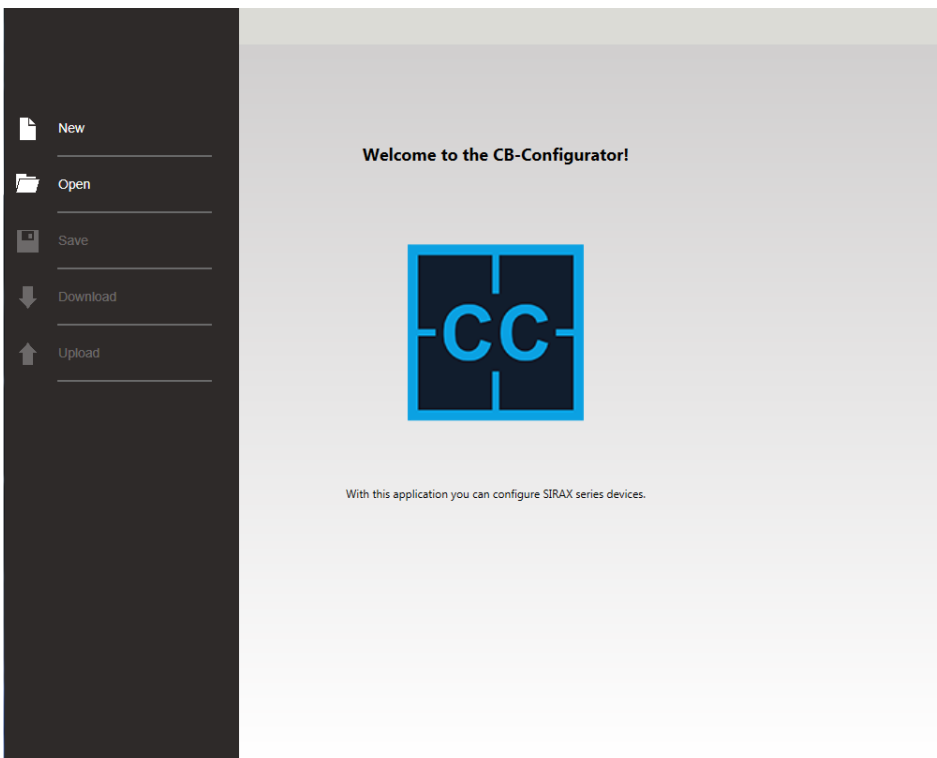 New
Open
Save
Download
Upload
Welcome to the CB-Configurator!
CC
With this application you can configure SIRAX series devices.